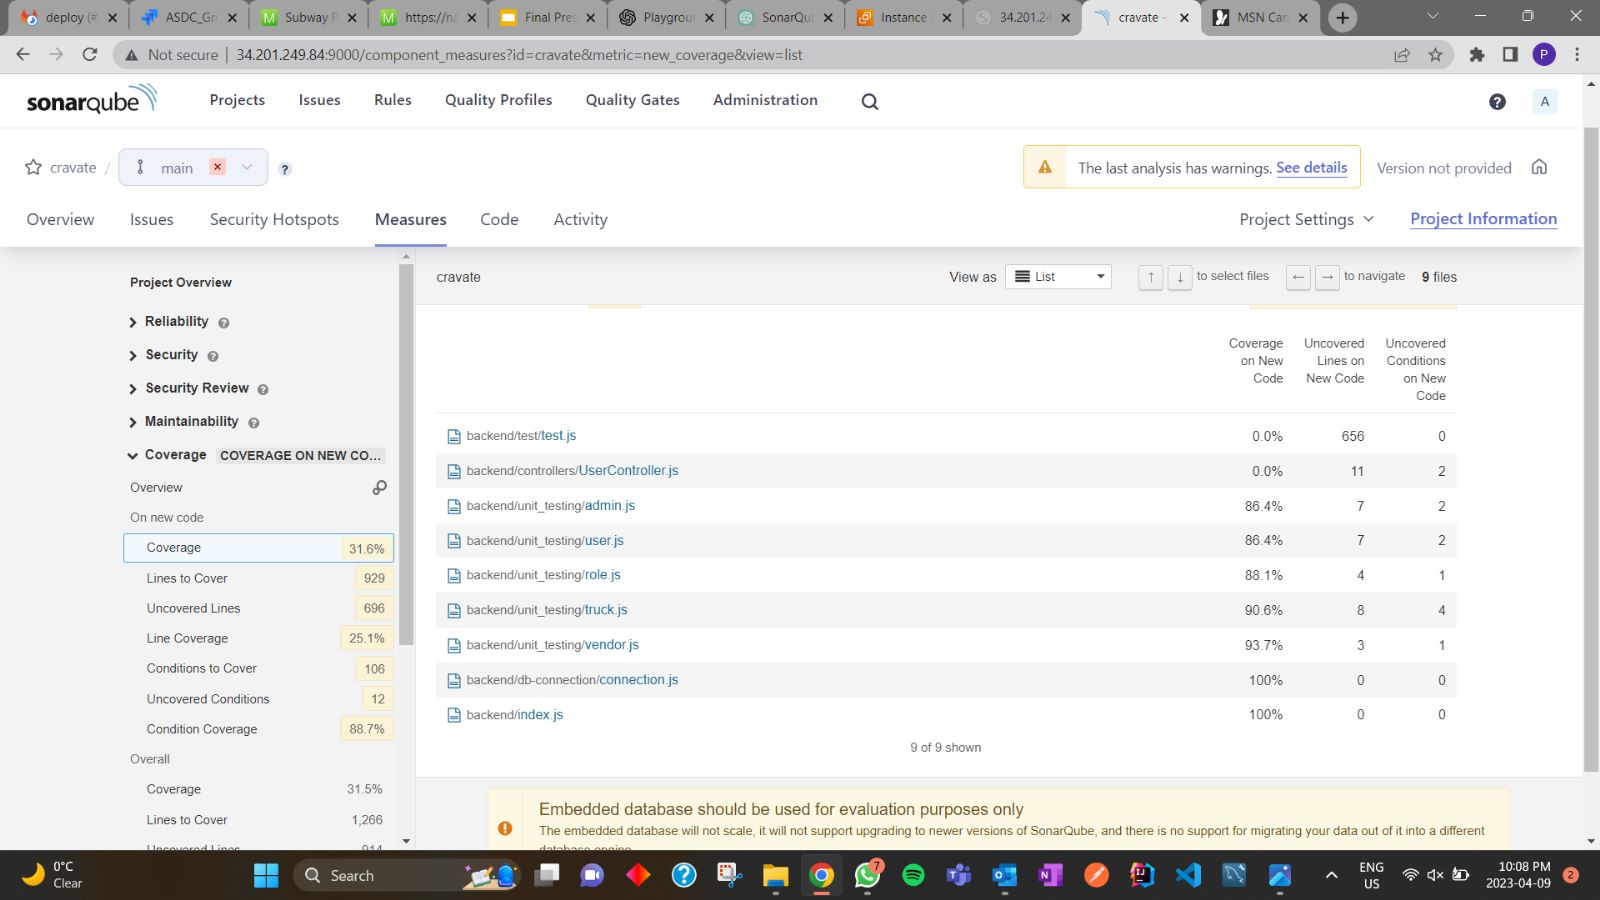 deploy (#
ASDC_Gr
Subway P
https://na
Final Pres
Playgrou
SonarQub
Instance
34.201.24
cravate -
MSN Can
Not secure | 34.201.249.84:9000/component_measures?id=cravate&metric=new_coverage&view=list
P
sonarqube
Projects
Issues
Rules
Quality Profiles
Quality Gates
Administration
A
cravate / main
The last analysis has warnings. See details
Version not provided
Overview
Issues
Security Hotspots
Measures
Code
Activity
Project Settings
Project Information
Project Overview
Reliability
Security
Security Review
Maintainability
Coverage COVERAGE ON NEW CO...
Overview
On new code
Coverage 31.6%
Lines to Cover 929
Uncovered Lines 696
Line Coverage 25.1%
Conditions to Cover 106
Uncovered Conditions 12
Condition Coverage 88.7%
Overall
Coverage 31.5%
Lines to Cover 1,266
Uncovered Lines 914
cravate
View as List
↑ ↓ to select files ← → to navigate 9 files
Coverage on New Code
Uncovered Lines on New Code
Uncovered Conditions on New Code
backend/test/test.js 0.0% 656 0
backend/controllers/UserController.js 0.0% 11 2
backend/unit_testing/admin.js 86.4% 7 2
backend/unit_testing/user.js 86.4% 7 2
backend/unit_testing/role.js 88.1% 4 1
backend/unit_testing/truck.js 90.6% 8 4
backend/unit_testing/vendor.js 93.7% 3 1
backend/db-connection/connection.js 100% 0 0
backend/index.js 100% 0 0
9 of 9 shown
Embedded database should be used for evaluation purposes only
The embedded database will not scale, it will not support upgrading to newer versions of SonarQube, and there is no support for migrating your data out of it into a different
database engine.
0°C
Clear
Search
7
ENG
US
10:08 PM
2023-04-09
2